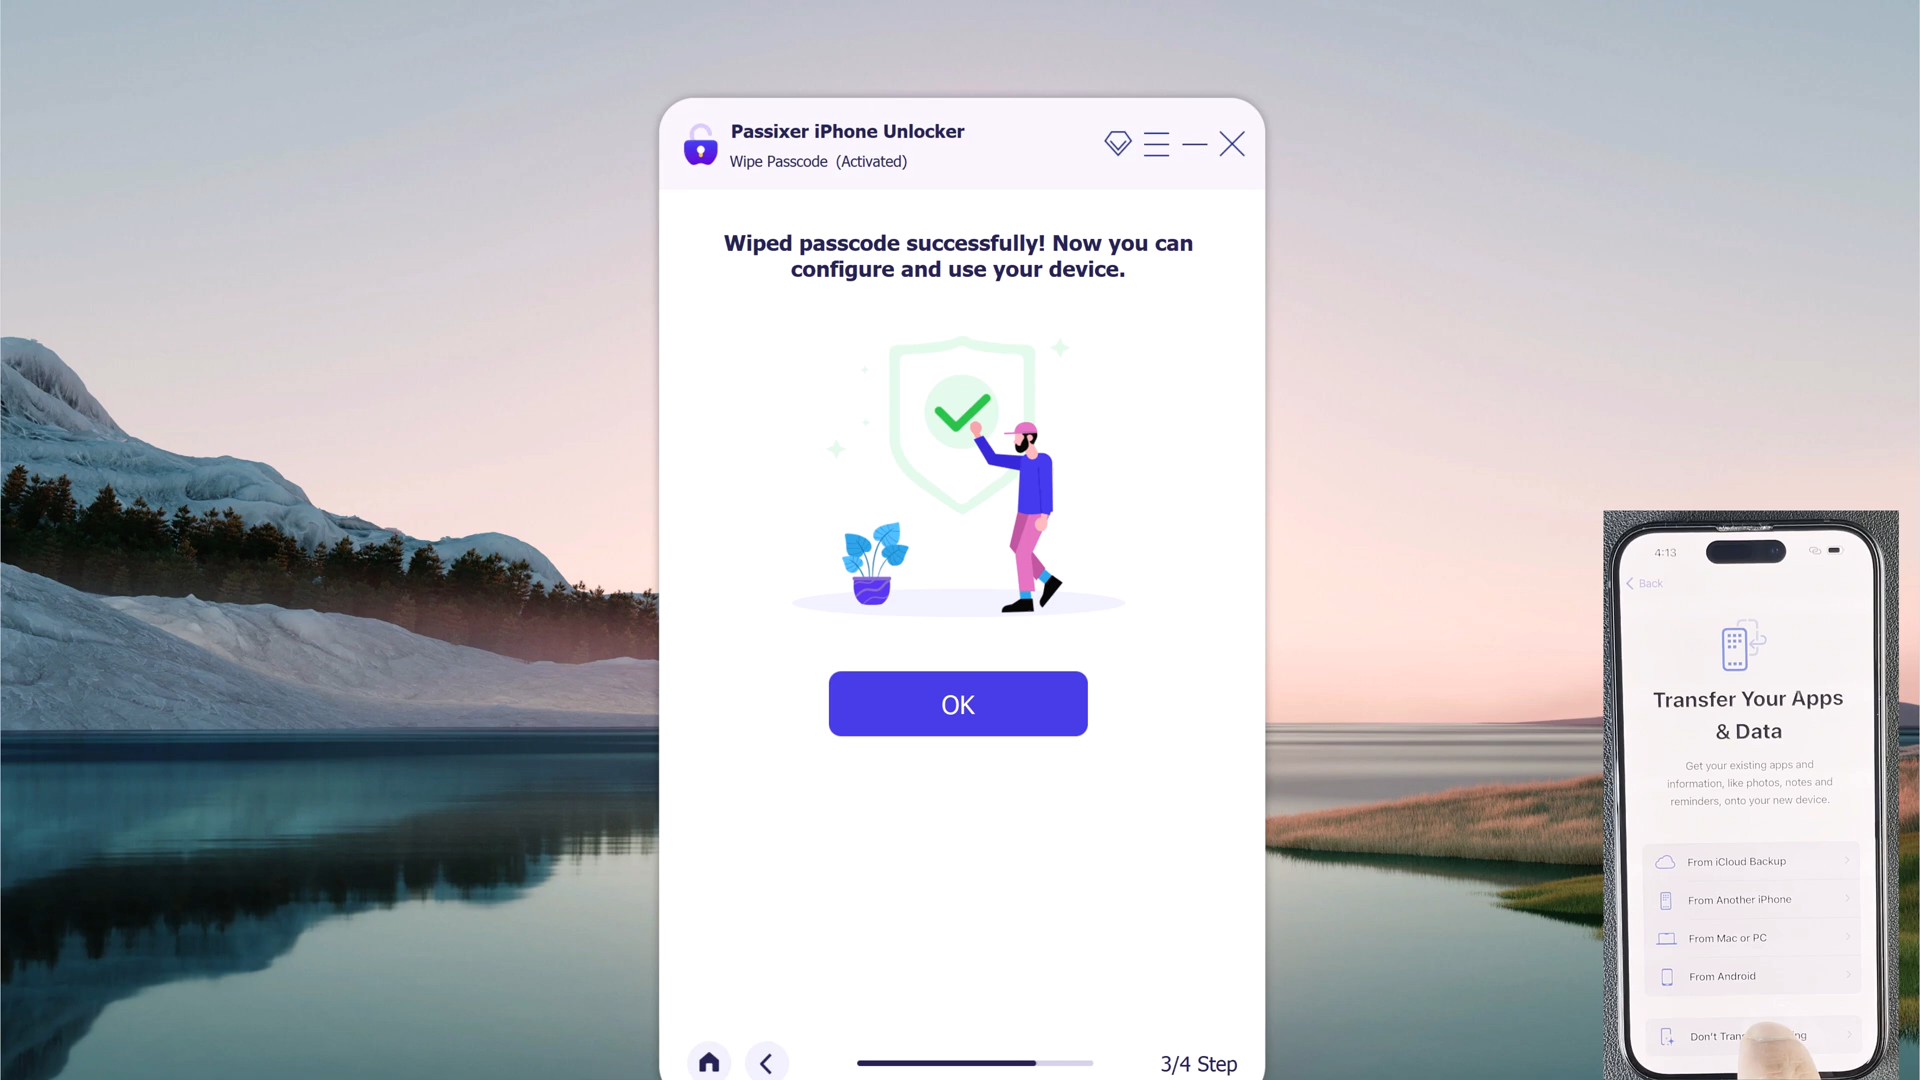 Passixer iPhone Unlocker
Wipe Passcode (Activated)
Wiped passcode successfully! Now you can
configure and use your device.
OK
3/4 Step
4:13
Back
Transfer Your Apps
& Data
Get your existing apps and
information, like photos, notes and
reminders, onto your new device.
From iCloud Backup
From Another iPhone
From Mac or PC
From Android
Don't